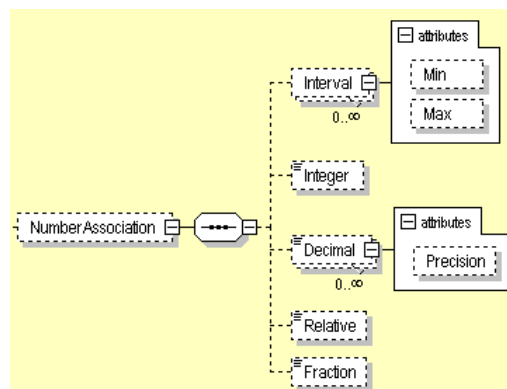 attributes
Interval
Min
0..∞
Max
Integer
NumberAssociation
attributes
Decimal
Precision
0..∞
Relative
Fraction